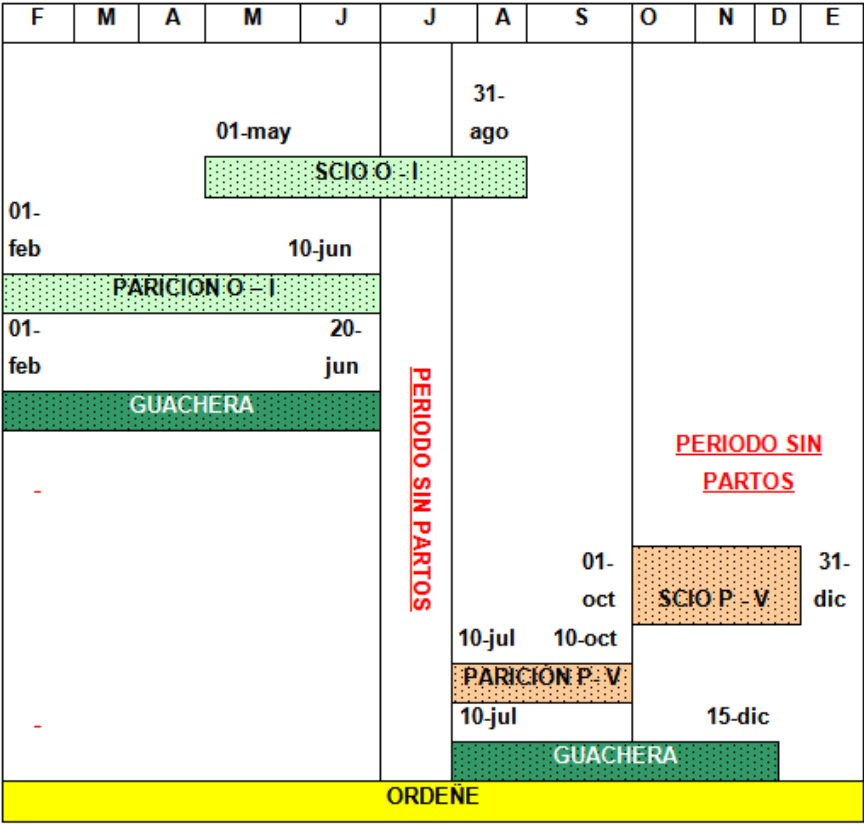 F M A M J J A S O N D E
31-
01-may ago
SCIO O - I
01-
feb 10-jun
PARICION O – I
01- 20-
feb jun
GUACHERA
PERIODO SIN PARTOS
PERIODO SIN
PARTOS
-
01- 31-
oct SCIO P - V dic
10-jul 10-oct
PARICIÓN P- V
10-jul 15-dic
-
GUACHERA
ORDEÑE